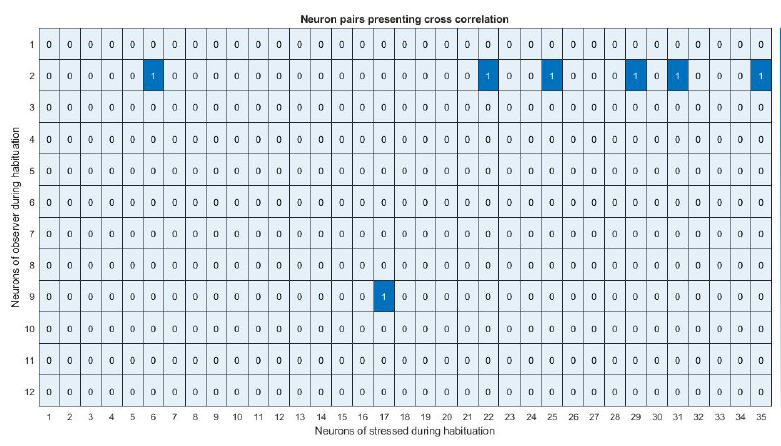 Neuron pairs presenting cross correlation
1 0 0 0 0 0 0 0 0 0 0 0 0 0 0 0 0 0 0 0 0 0 0 0 0 0 0 0 0 0 0 0 0 0 0 0
2 0 0 0 0 0 1 0 0 0 0 0 0 0 0 0 0 0 0 0 0 0 1 0 0 1 0 0 0 1 0 1 0 0 0 1
3 0 0 0 0 0 0 0 0 0 0 0 0 0 0 0 0 0 0 0 0 0 0 0 0 0 0 0 0 0 0 0 0 0 0 0
4 0 0 0 0 0 0 0 0 0 0 0 0 0 0 0 0 0 0 0 0 0 0 0 0 0 0 0 0 0 0 0 0 0 0 0
5 0 0 0 0 0 0 0 0 0 0 0 0 0 0 0 0 0 0 0 0 0 0 0 0 0 0 0 0 0 0 0 0 0 0 0
6 0 0 0 0 0 0 0 0 0 0 0 0 0 0 0 0 0 0 0 0 0 0 0 0 0 0 0 0 0 0 0 0 0 0 0
7 0 0 0 0 0 0 0 0 0 0 0 0 0 0 0 0 0 0 0 0 0 0 0 0 0 0 0 0 0 0 0 0 0 0 0
8 0 0 0 0 0 0 0 0 0 0 0 0 0 0 0 0 0 0 0 0 0 0 0 0 0 0 0 0 0 0 0 0 0 0 0
9 0 0 0 0 0 0 0 0 0 0 0 0 0 0 0 0 1 0 0 0 0 0 0 0 0 0 0 0 0 0 0 0 0 0 0
10 0 0 0 0 0 0 0 0 0 0 0 0 0 0 0 0 0 0 0 0 0 0 0 0 0 0 0 0 0 0 0 0 0 0 0
11 0 0 0 0 0 0 0 0 0 0 0 0 0 0 0 0 0 0 0 0 0 0 0 0 0 0 0 0 0 0 0 0 0 0 0
12 0 0 0 0 0 0 0 0 0 0 0 0 0 0 0 0 0 0 0 0 0 0 0 0 0 0 0 0 0 0 0 0 0 0 0
1 2 3 4 5 6 7 8 9 10 11 12 13 14 15 16 17 18 19 20 21 22 23 24 25 26 27 28 29 30 31 32 33 34 35
Neurons of stressed during habituation
Neurons of observer during habituation